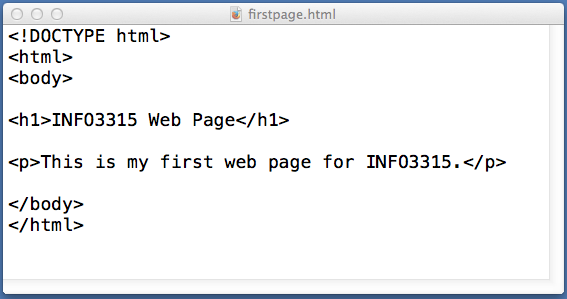 firstpage.html
<!DOCTYPE html>
<html>
<body>
<h1>INFO3315 Web Page</h1>
<p>This is my first web page for INFO3315.</p>
</body>
</html>